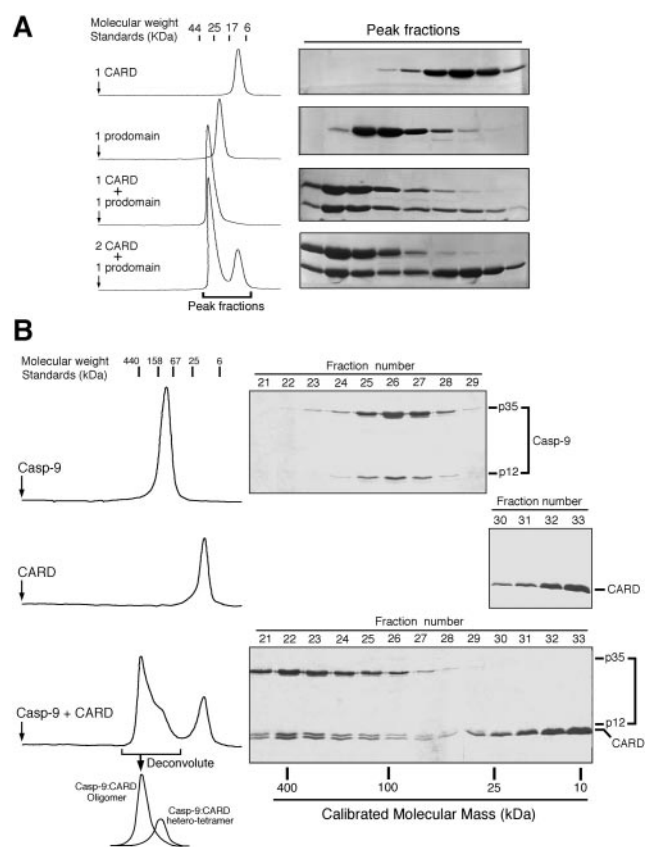 A
Molecular weight
Standards (KDa)
44 25 17 6
Peak fractions
1 CARD
1 prodomain
1 CARD
+
1 prodomain
2 CARD
+
1 prodomain
Peak fractions
B
Molecular weight
Standards (kDa)
440 158 67 25 6
Fraction number
21 22 23 24 25 26 27 28 29
p35
Casp-9
p12
Casp-9
Fraction number
30 31 32 33
CARD
CARD
Fraction number
21 22 23 24 25 26 27 28 29 30 31 32 33
p35
p12
CARD
Casp-9 + CARD
Deconvolute
Casp-9:CARD
Oligomer
Casp-9:CARD
hetero-tetramer
400 100 25 10
Calibrated Molecular Mass (kDa)